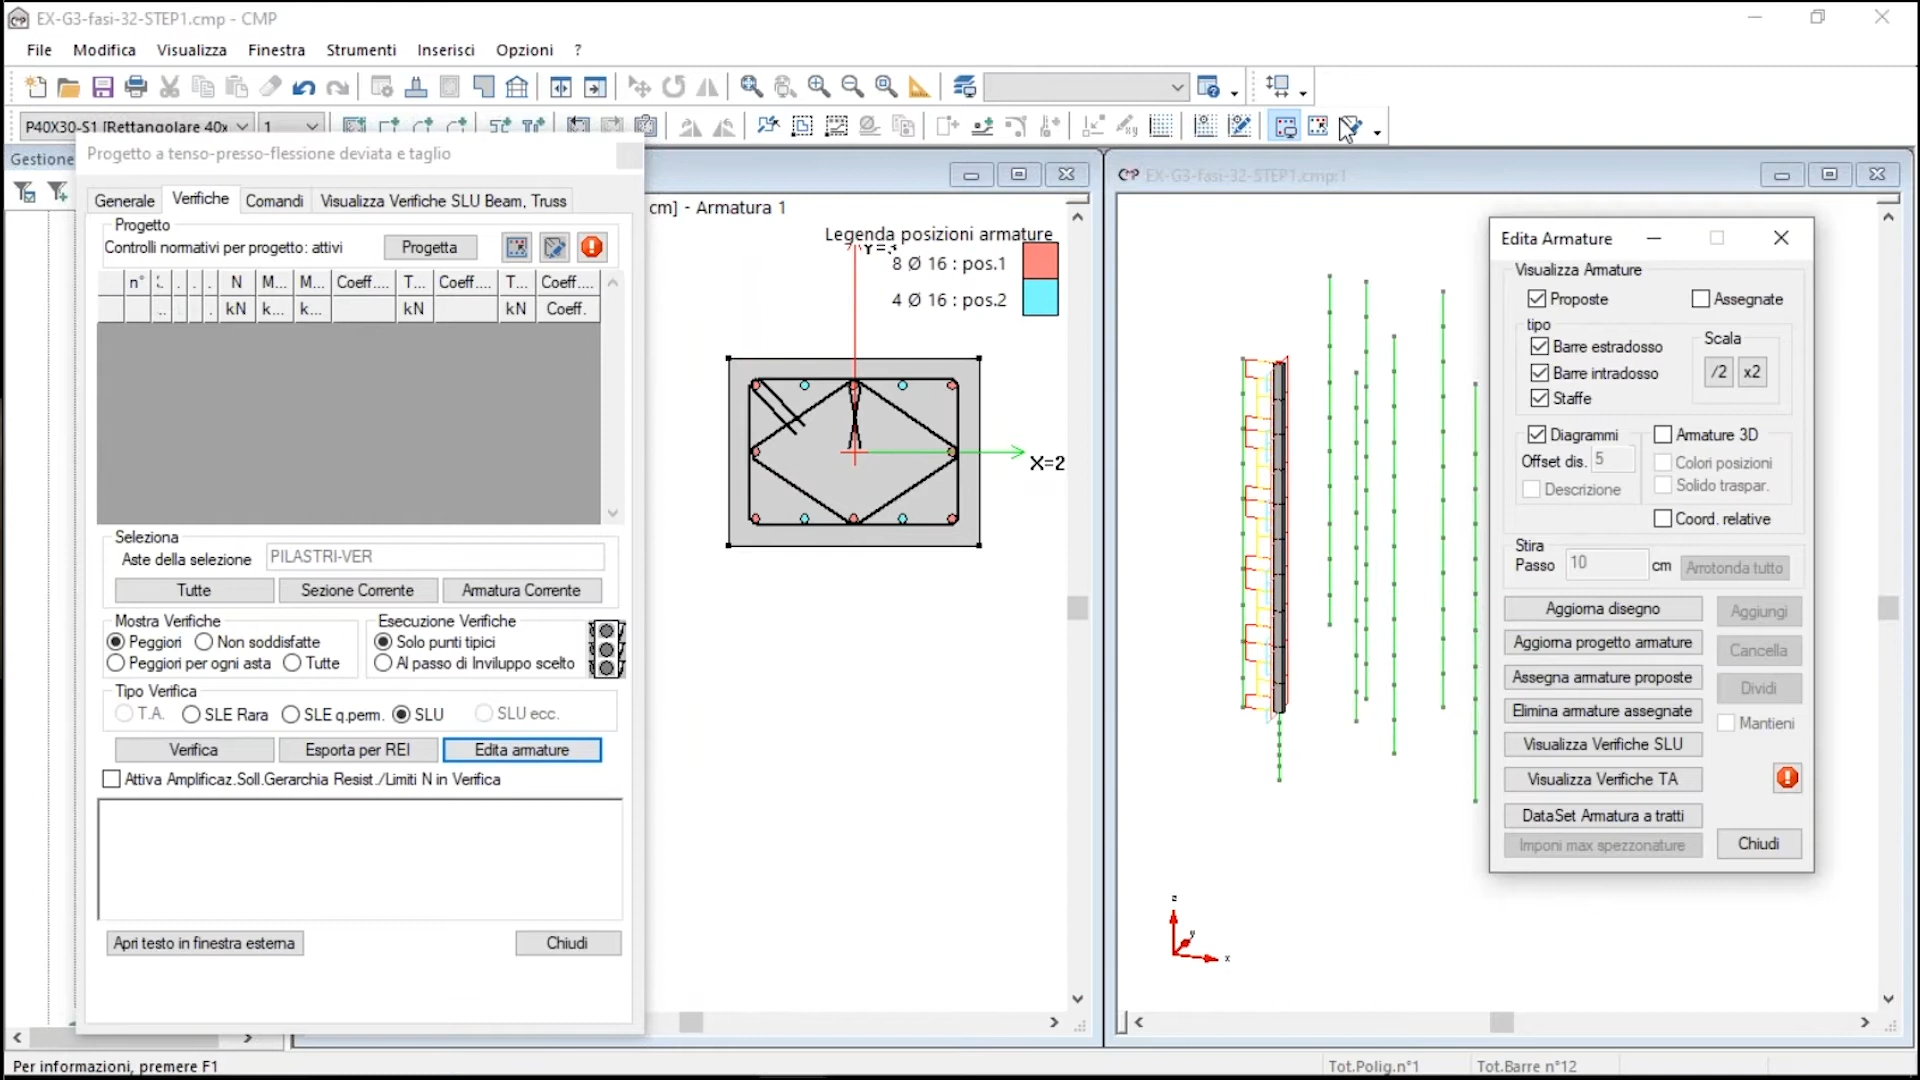 EX-G3-fasi-32-STEP1.cmp - CMP
File Modifica Visualizza Finestra Strumenti Inserisci Opzioni ?
P40X30-S1 [Rettangolare 40x 1
Gestione
Progetto a tenso-presso-flessione deviata e taglio
Generale Verifiche Comandi Visualizza Verifiche SLU Beam, Truss
Progetto
Controlli normativi per progetto: attivi Progetta
n° N M... M... Coeff.... T... Coeff.... T... Coeff....
kN k... k... kN kN Coeff.
Seleziona
Aste della selezione PILASTRI-VER
Tutte Sezione Corrente Armatura Corrente
Mostra Verifiche
Peggiori Non soddisfatte
Peggiori per ogni asta Tutte
Esecuzione Verifiche
Solo punti tipici
Al passo di Inviluppo scelto
Tipo Verifica
T.A. SLE Rara SLE q.perm. SLU SLU ecc.
Verifica Esporta per REI Edita armature
Attiva Amplificaz.Soll.Gerarchia Resist./Limiti N in Verifica
Apri testo in finestra esterna Chiudi
cm] - Armatura 1
Legenda posizioni armature
8 Ø 16 : pos.1
4 Ø 16 : pos.2
X=2
EX-G3-fasi-32-STEP1.cmp:1
z
y
x
Edita Armature
Visualizza Armature
Proposte Assegnate
tipo
Barre estradosso
Barre intradosso
Staffe
Scala
/2 x2
Diagrammi
Offset dis. 5
Descrizione
Armature 3D
Colori posizioni
Solido traspar.
Coord. relative
Stira
Passo 10 cm Arrotonda tutto
Aggiorna disegno Aggiungi
Aggiorna progetto armature Cancella
Assegna armature proposte Dividi
Elimina armature assegnate Mantieni
Visualizza Verifiche SLU
Visualizza Verifiche TA
DataSet Armatura a tratti
Imponi max spezzonature Chiudi
Per informazioni, premere F1 Tot.Polig.n°1 Tot.Barre n°12